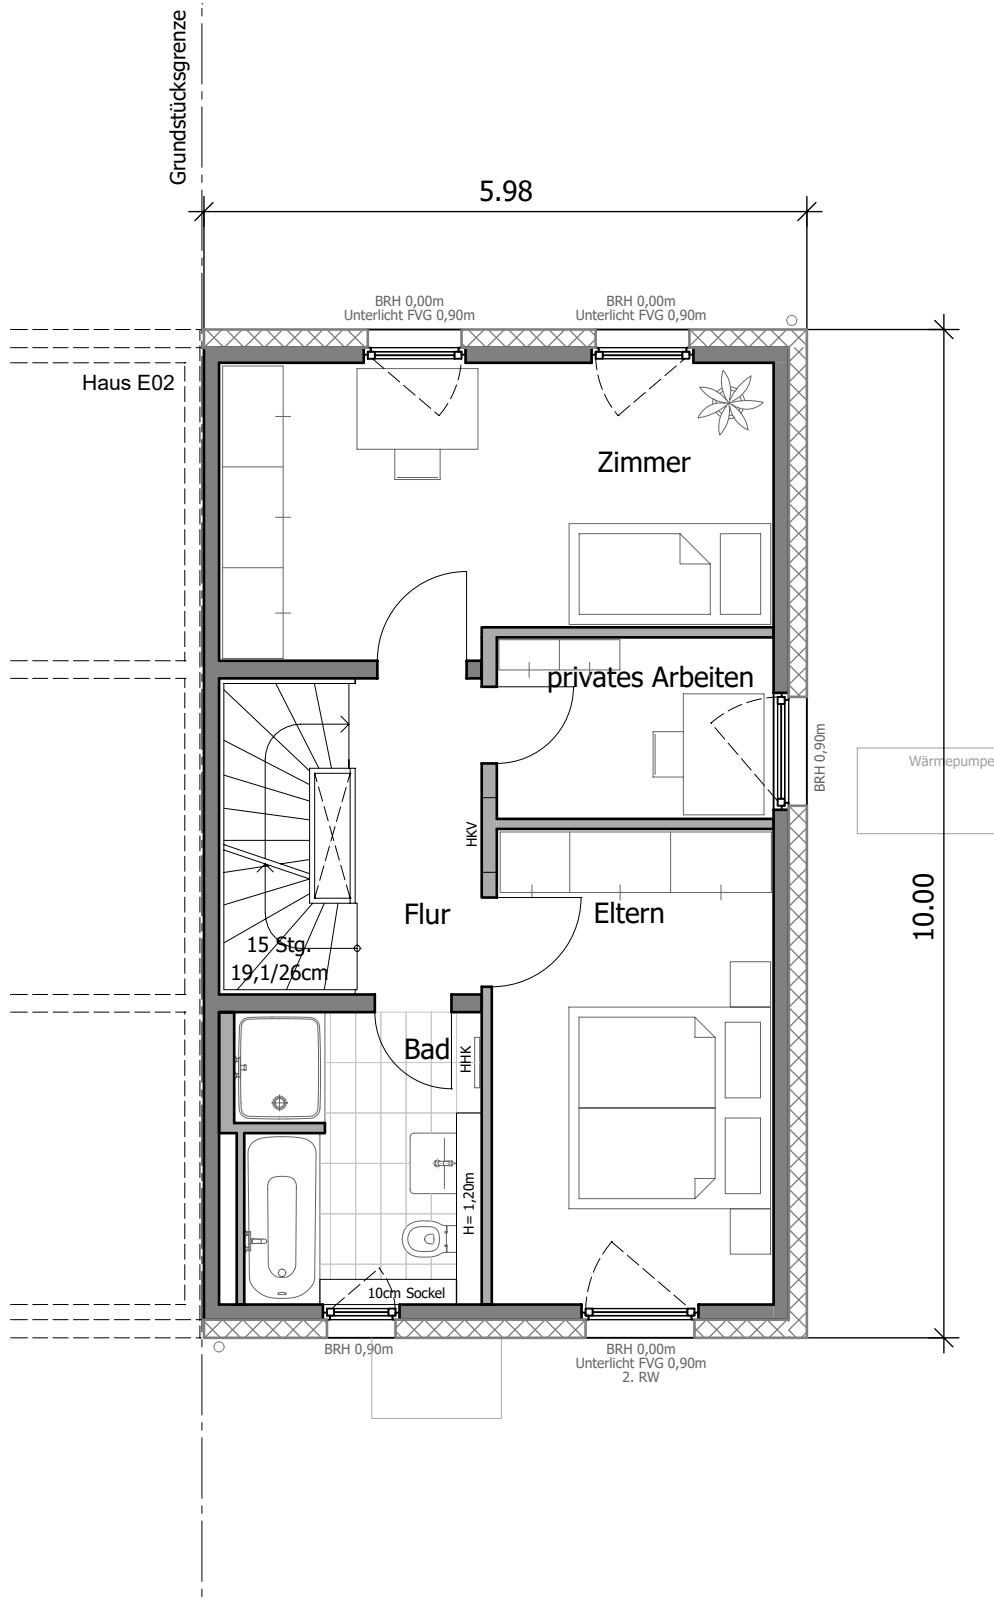 Grundstücksgrenze
5.98
BRH 0,00m
Unterlicht FVG 0,90m
BRH 0,00m
Unterlicht FVG 0,90m
Haus E02
Zimmer
privates Arbeiten
BRH 0,90m
Wärmepumpe
HKV
10.00
Flur
Eltern
15 Stg.
19,1/26cm
Bad
HHK
H= 1,20m
10cm Sockel
BRH 0,90m
BRH 0,00m
Unterlicht FVG 0,90m
2. RW